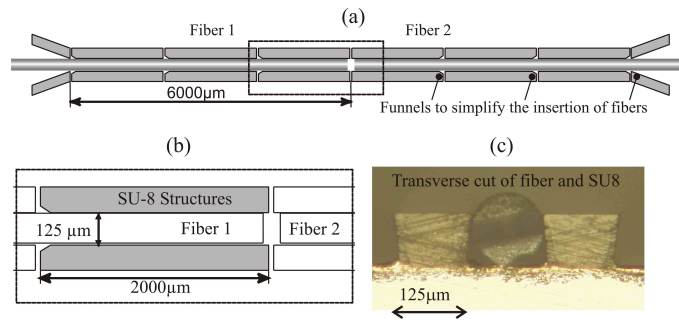 (a)
Fiber 1
Fiber 2
6000µm
Funnels to simplify the insertion of fibers
(b)
(c)
SU-8 Structures
125 µm
Fiber 1
Fiber 2
2000µm
Transverse cut of fiber and SU8
125µm